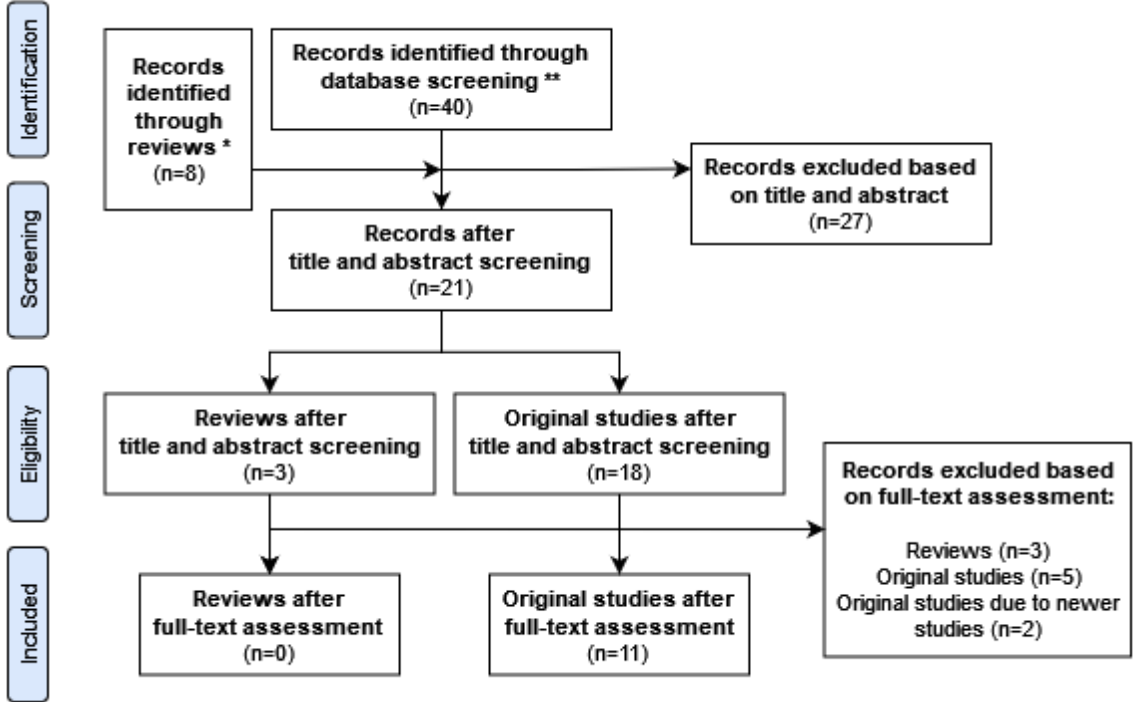 Identification
Records
identified
through
reviews *
(n=8)
Records identified through
database screening **
(n=40)
Records excluded based
on title and abstract
(n=27)
Screening
Records after
title and abstract screening
(n=21)
Eligibility
Reviews after
title and abstract screening
(n=3)
Original studies after
title and abstract screening
(n=18)
Records excluded based
on full-text assessment:
Reviews (n=3)
Original studies (n=5)
Original studies due to newer
studies (n=2)
Included
Reviews after
full-text assessment
(n=0)
Original studies after
full-text assessment
(n=11)